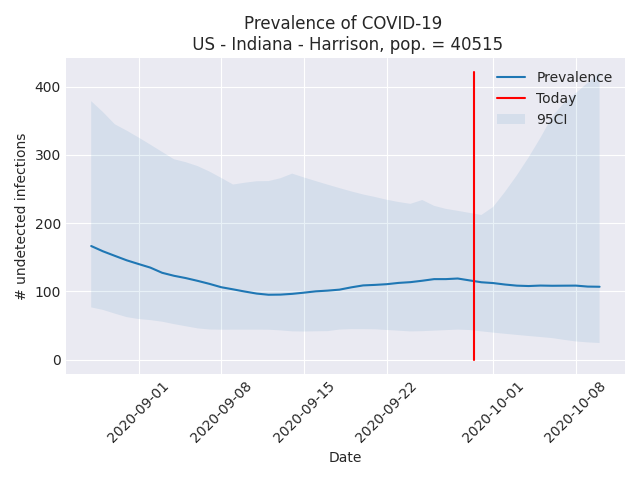 Prevalence of COVID-19
US - Indiana - Harrison, pop. = 40515
Prevalence
Today
95CI
400
300
200
100
0
# undetected infections
2020-09-01
2020-09-08
2020-09-15
2020-09-22
2020-10-01
2020-10-08
Date